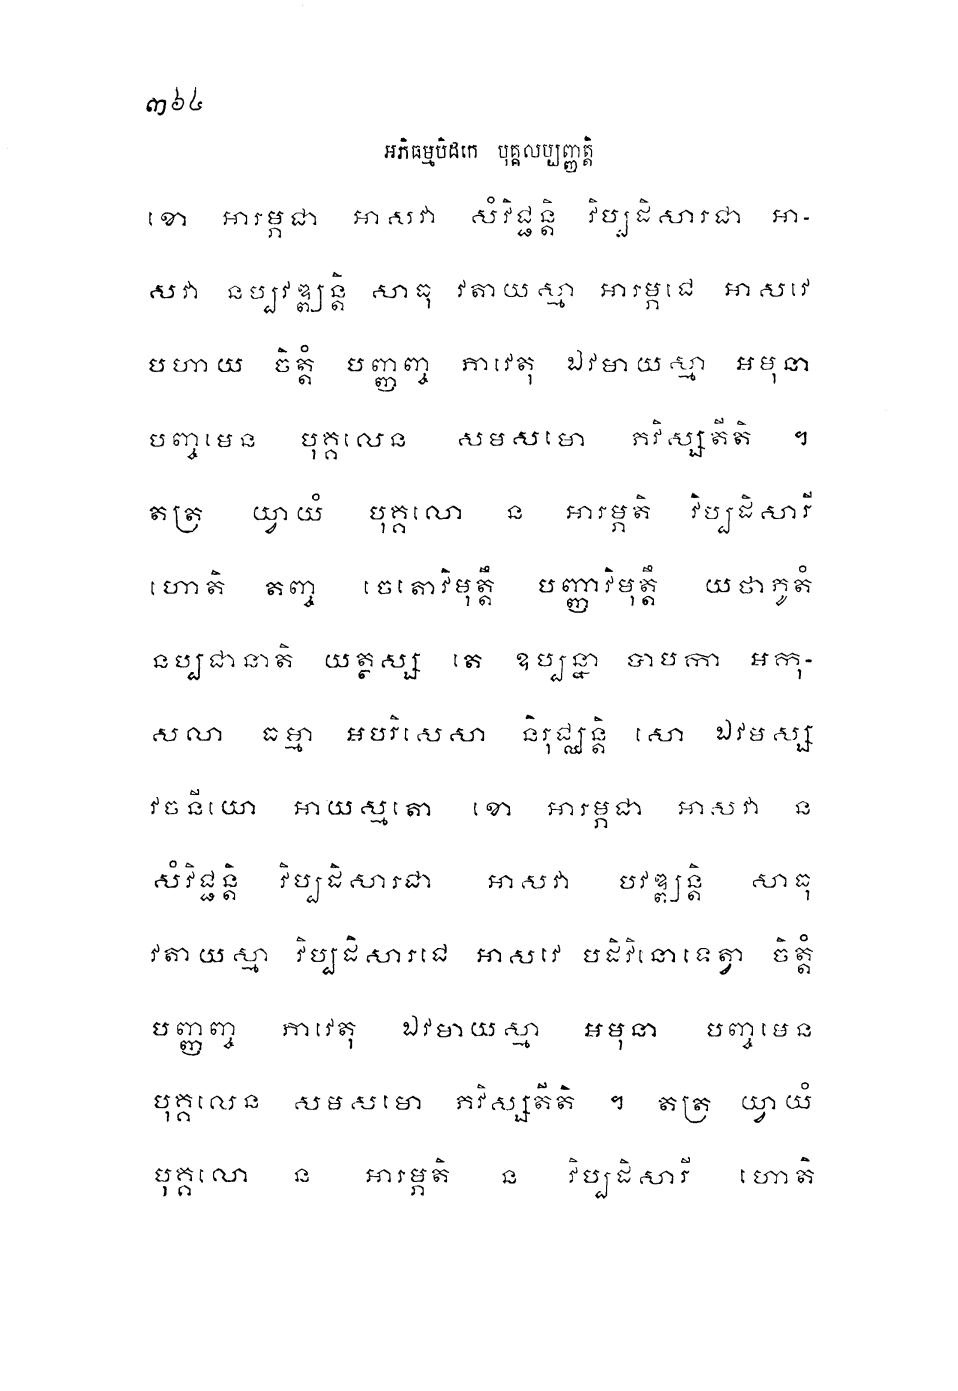 ៣៦៤
អភិធម្មបិដកេ បុគ្គលប្បញ្ញត្តិ
ខោ អារម្ភជា អាសវា សំវិជ្ជន្តិ វិប្បដិសារជា អា-
សវា នប្បវឌ្ឍន្តិ សាធុ វតាយស្មា អារម្ភជេ អាសវេ
បហាយ ចិត្តំ បញ្ញញ្ច ភាវេតុ ឯវមាយស្មា អមុនា
បញ្ចមេន បុគ្គលេន សមសមោ ភវិស្សតីតិ ។
តត្រ យ្វាយំ បុគ្គលោ ន អារម្ភតិ វិប្បដិសារី
ហោតិ តញ្ច ចេតោវិមុត្តឹ បញ្ញាវិមុត្តឹ យថាភូតំ
នប្បជានាតិ យត្ថស្ស តេ ឧប្បន្នា បាបកា អកុ-
សលា ធម្មា អបរិសេសា និរុជ្ឈន្តិ សោ ឯវមស្ស
វចនីយោ អាយស្មតោ ខោ អារម្ភជា អាសវា ន
សំវិជ្ជន្តិ វិប្បដិសារជា អាសវា បវឌ្ឍន្តិ សាធុ
វតាយស្មា វិប្បដិសារជេ អាសវេ បដិវិនោទេត្វា ចិត្តំ
បញ្ញញ្ច ភាវេតុ ឯវមាយស្មា អមុនា បញ្ចមេន
បុគ្គលេន សមសមោ ភវិស្សតីតិ ។ តត្រ យ្វាយំ
បុគ្គលោ ន អារម្ភតិ ន វិប្បដិសារី ហោតិ